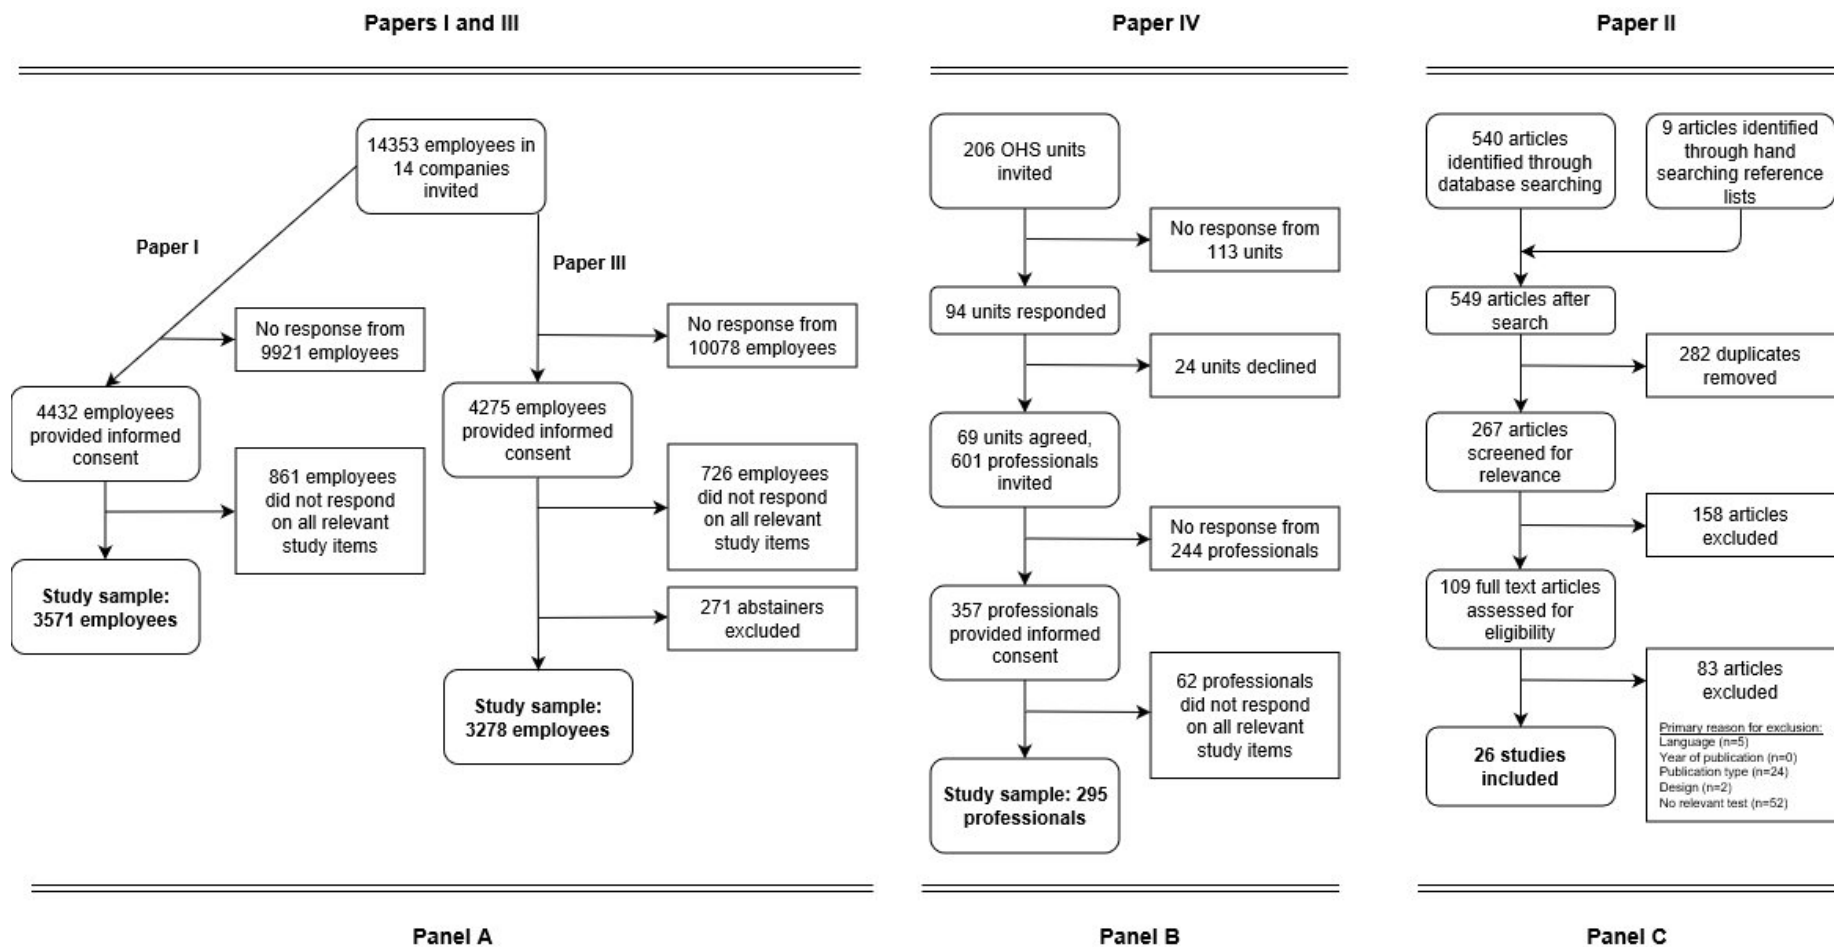 Papers I and III
14353 employees in
14 companies
invited
Paper I
Paper III
No response from
9921 employees
No response from
10078 employees
4432 employees
provided informed
consent
4275 employees
provided informed
consent
861 employees
did not respond
on all relevant
study items
726 employees
did not respond
on all relevant
study items
Study sample:
3571 employees
271 abstainers
excluded
Study sample:
3278 employees
Panel A
Paper IV
206 OHS units
invited
No response from
113 units
94 units responded
24 units declined
69 units agreed,
601 professionals
invited
No response from
244 professionals
357 professionals
provided informed
consent
62 professionals
did not respond
on all relevant
study items
Study sample: 295
professionals
Panel B
Paper II
540 articles
identified through
database searching
9 articles identified
through hand
searching reference
lists
549 articles after
search
282 duplicates
removed
267 articles
screened for
relevance
158 articles
excluded
109 full text articles
assessed for
eligibility
83 articles
excluded
Primary reason for exclusion:
Language (n=5)
Year of publication (n=0)
Publication type (n=24)
Design (n=2)
No relevant test (n=52)
26 studies
included
Panel C